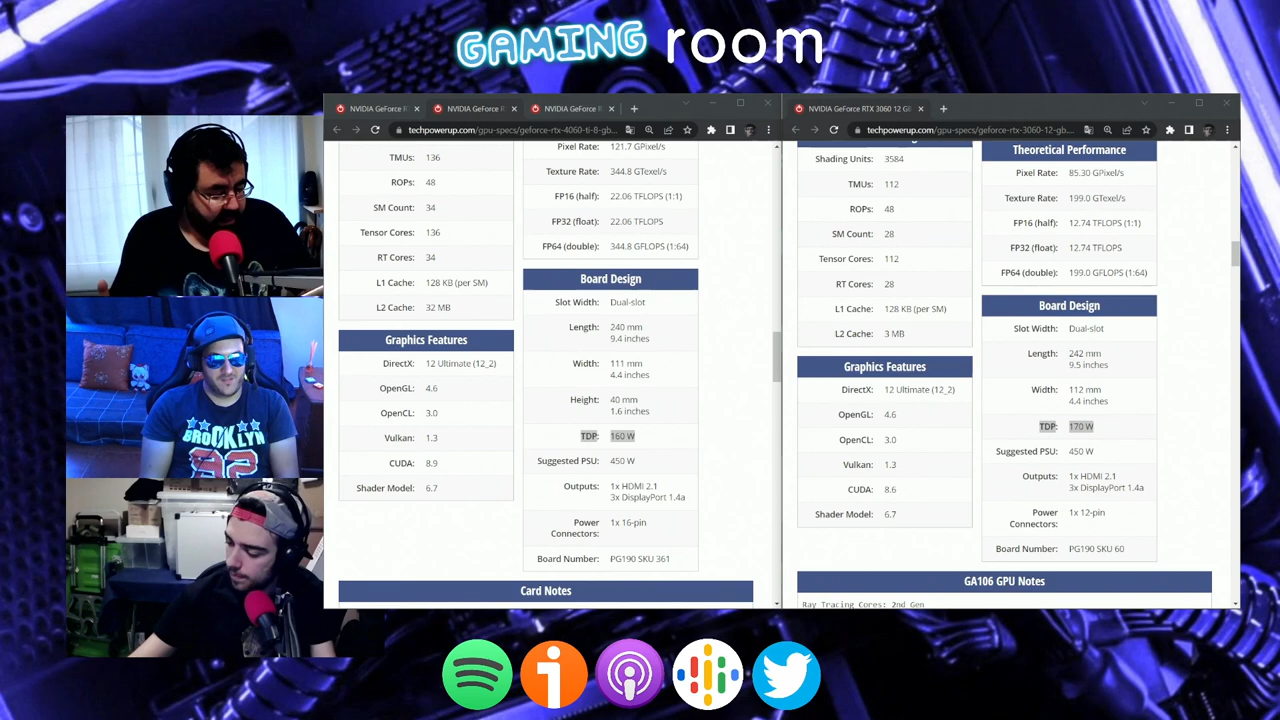 GAMING room
NVIDIA GeForce R
NVIDIA GeForce R
NVIDIA GeForce R
techpowerup.com/gpu-specs/geforce-rtx-4060-ti-8-gb...
TMUs: 136
ROPs: 48
SM Count: 34
Tensor Cores: 136
RT Cores: 34
L1 Cache: 128 KB (per SM)
L2 Cache: 32 MB
Graphics Features
DirectX: 12 Ultimate (12_2)
OpenGL: 4.6
OpenCL: 3.0
Vulkan: 1.3
CUDA: 8.9
Shader Model: 6.7
Pixel Rate: 121.7 GPixel/s
Texture Rate: 344.8 GTexel/s
FP16 (half): 22.06 TFLOPS (1:1)
FP32 (float): 22.06 TFLOPS
FP64 (double): 344.8 GFLOPS (1:64)
Board Design
Slot Width: Dual-slot
Length: 240 mm
9.4 inches
Width: 111 mm
4.4 inches
Height: 40 mm
1.6 inches
TDP: 160 W
Suggested PSU: 450 W
Outputs: 1x HDMI 2.1
3x DisplayPort 1.4a
Power Connectors: 1x 16-pin
Board Number: PG190 SKU 361
Card Notes
NVIDIA GeForce RTX 3060 12 GB
techpowerup.com/gpu-specs/geforce-rtx-3060-12-gb...
Shading Units: 3584
TMUs: 112
ROPs: 48
SM Count: 28
Tensor Cores: 112
RT Cores: 28
L1 Cache: 128 KB (per SM)
L2 Cache: 3 MB
Graphics Features
DirectX: 12 Ultimate (12_2)
OpenGL: 4.6
OpenCL: 3.0
Vulkan: 1.3
CUDA: 8.6
Shader Model: 6.7
Theoretical Performance
Pixel Rate: 85.30 GPixel/s
Texture Rate: 199.0 GTexel/s
FP16 (half): 12.74 TFLOPS (1:1)
FP32 (float): 12.74 TFLOPS
FP64 (double): 199.0 GFLOPS (1:64)
Board Design
Slot Width: Dual-slot
Length: 242 mm
9.5 inches
Width: 112 mm
4.4 inches
TDP: 170 W
Suggested PSU: 450 W
Outputs: 1x HDMI 2.1
3x DisplayPort 1.4a
Power Connectors: 1x 12-pin
Board Number: PG190 SKU 60
GA106 GPU Notes
Ray Tracing Cores: 2nd Gen
BROOKLYN
92